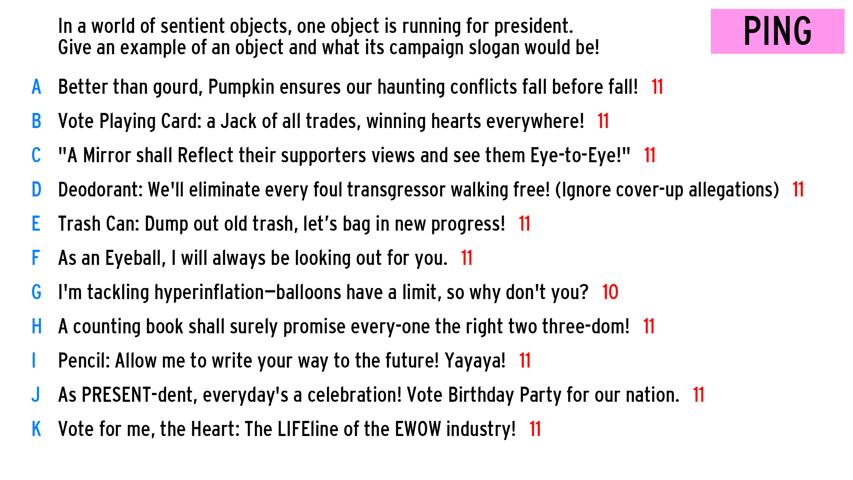 In a world of sentient objects, one object is running for president.
Give an example of an object and what its campaign slogan would be!
PING
A Better than gourd, Pumpkin ensures our haunting conflicts fall before fall! 11
B Vote Playing Card: a Jack of all trades, winning hearts everywhere! 11
C "A Mirror shall Reflect their supporters views and see them Eye-to-Eye!" 11
D Deodorant: We'll eliminate every foul transgressor walking free! (Ignore cover-up allegations) 11
E Trash Can: Dump out old trash, let’s bag in new progress! 11
F As an Eyeball, I will always be looking out for you. 11
G I'm tackling hyperinflation—balloons have a limit, so why don't you? 10
H A counting book shall surely promise every-one the right two three-dom! 11
I Pencil: Allow me to write your way to the future! Yayaya! 11
J As PRESENT-dent, everyday's a celebration! Vote Birthday Party for our nation. 11
K Vote for me, the Heart: The LIFEline of the EWOW industry! 11